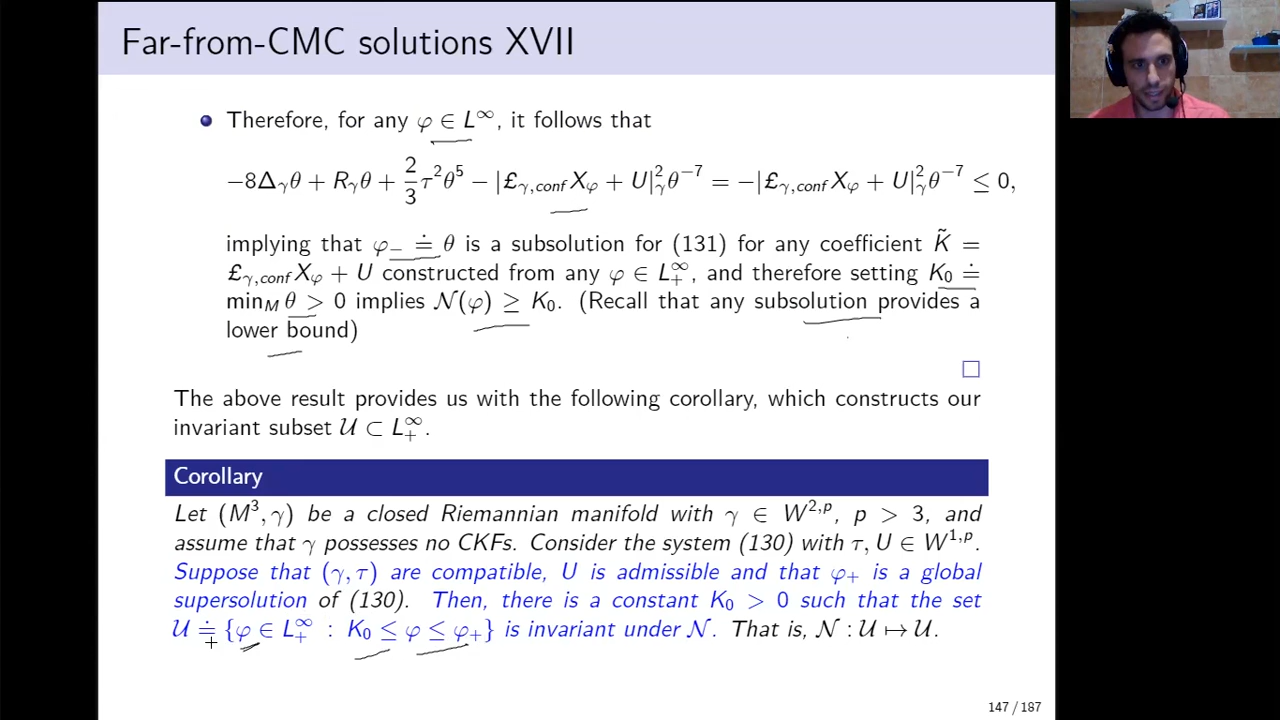 Far-from-CMC solutions XVII
Therefore, for any φ ∈ L^∞, it follows that
−8Δ_γθ + R_γθ + 2/3 τ²θ⁵ − |£_{γ,conf}X_φ + U|²_γθ⁻⁷ = −|£_{γ,conf}X_φ + U|²_γθ⁻⁷ ≤ 0,
implying that φ₋ ≐ θ is a subsolution for (131) for any coefficient K̃ =
£_{γ,conf}X_φ + U constructed from any φ ∈ L^∞_+, and therefore setting K₀ ≐
min_M θ > 0 implies 𝒩(φ) ≥ K₀. (Recall that any subsolution provides a
lower bound)
□
The above result provides us with the following corollary, which constructs our
invariant subset 𝒰 ⊂ L^∞_+.
Corollary
Let (M³, γ) be a closed Riemannian manifold with γ ∈ W^{2,p}, p > 3, and
assume that γ possesses no CKFs. Consider the system (130) with τ, U ∈ W^{1,p}.
Suppose that (γ, τ) are compatible, U is admissible and that φ₊ is a global
supersolution of (130). Then, there is a constant K₀ > 0 such that the set
𝒰 ≐ {φ ∈ L^∞_+ : K₀ ≤ φ ≤ φ₊} is invariant under 𝒩. That is, 𝒩 : 𝒰 ↦ 𝒰.
147 / 187